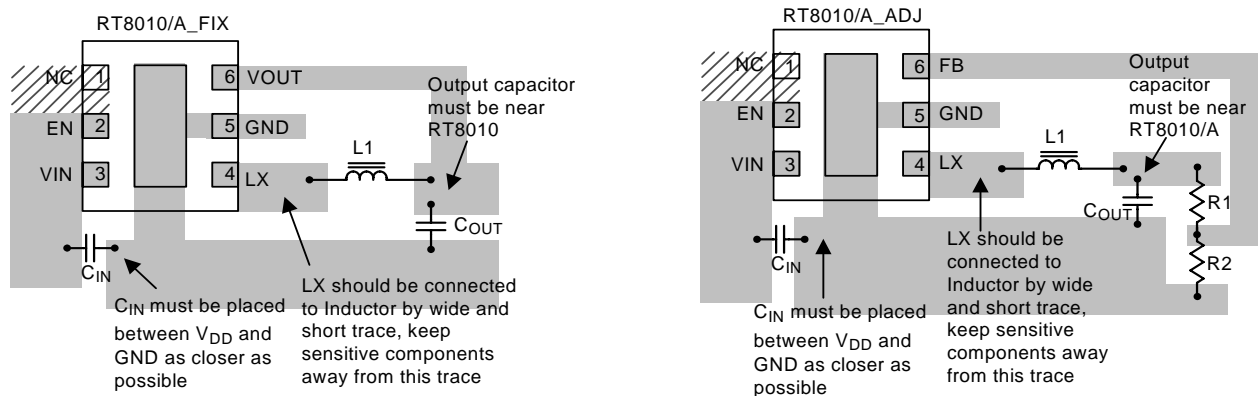 RT8010/A_FIX
NC 1
6 VOUT
EN 2
5 GND
VIN 3
4 LX
L1
Output capacitor
must be near
RT8010
COUT
CIN
CIN must be placed
between VDD and
GND as closer as
possible
LX should be connected
to Inductor by wide and
short trace, keep
sensitive components
away from this trace
RT8010/A_ADJ
NC 1
6 FB
EN 2
5 GND
VIN 3
4 LX
L1
Output
capacitor
must be near
RT8010/A
COUT
R1
R2
CIN
CIN must be placed
between VDD and
GND as closer as
possible
LX should be
connected to
Inductor by wide
and short trace,
keep sensitive
components away
from this trace